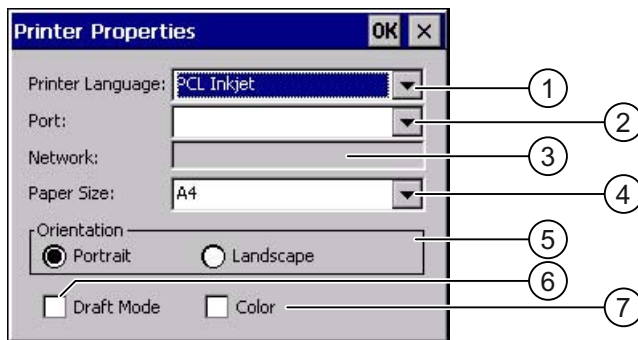 Printer Properties OK ×
Printer Language: PCL Inkjet 1
Port: 2
Network: 3
Paper Size: A4 4
Orientation 5
Portrait Landscape
6
Draft Mode Color 7